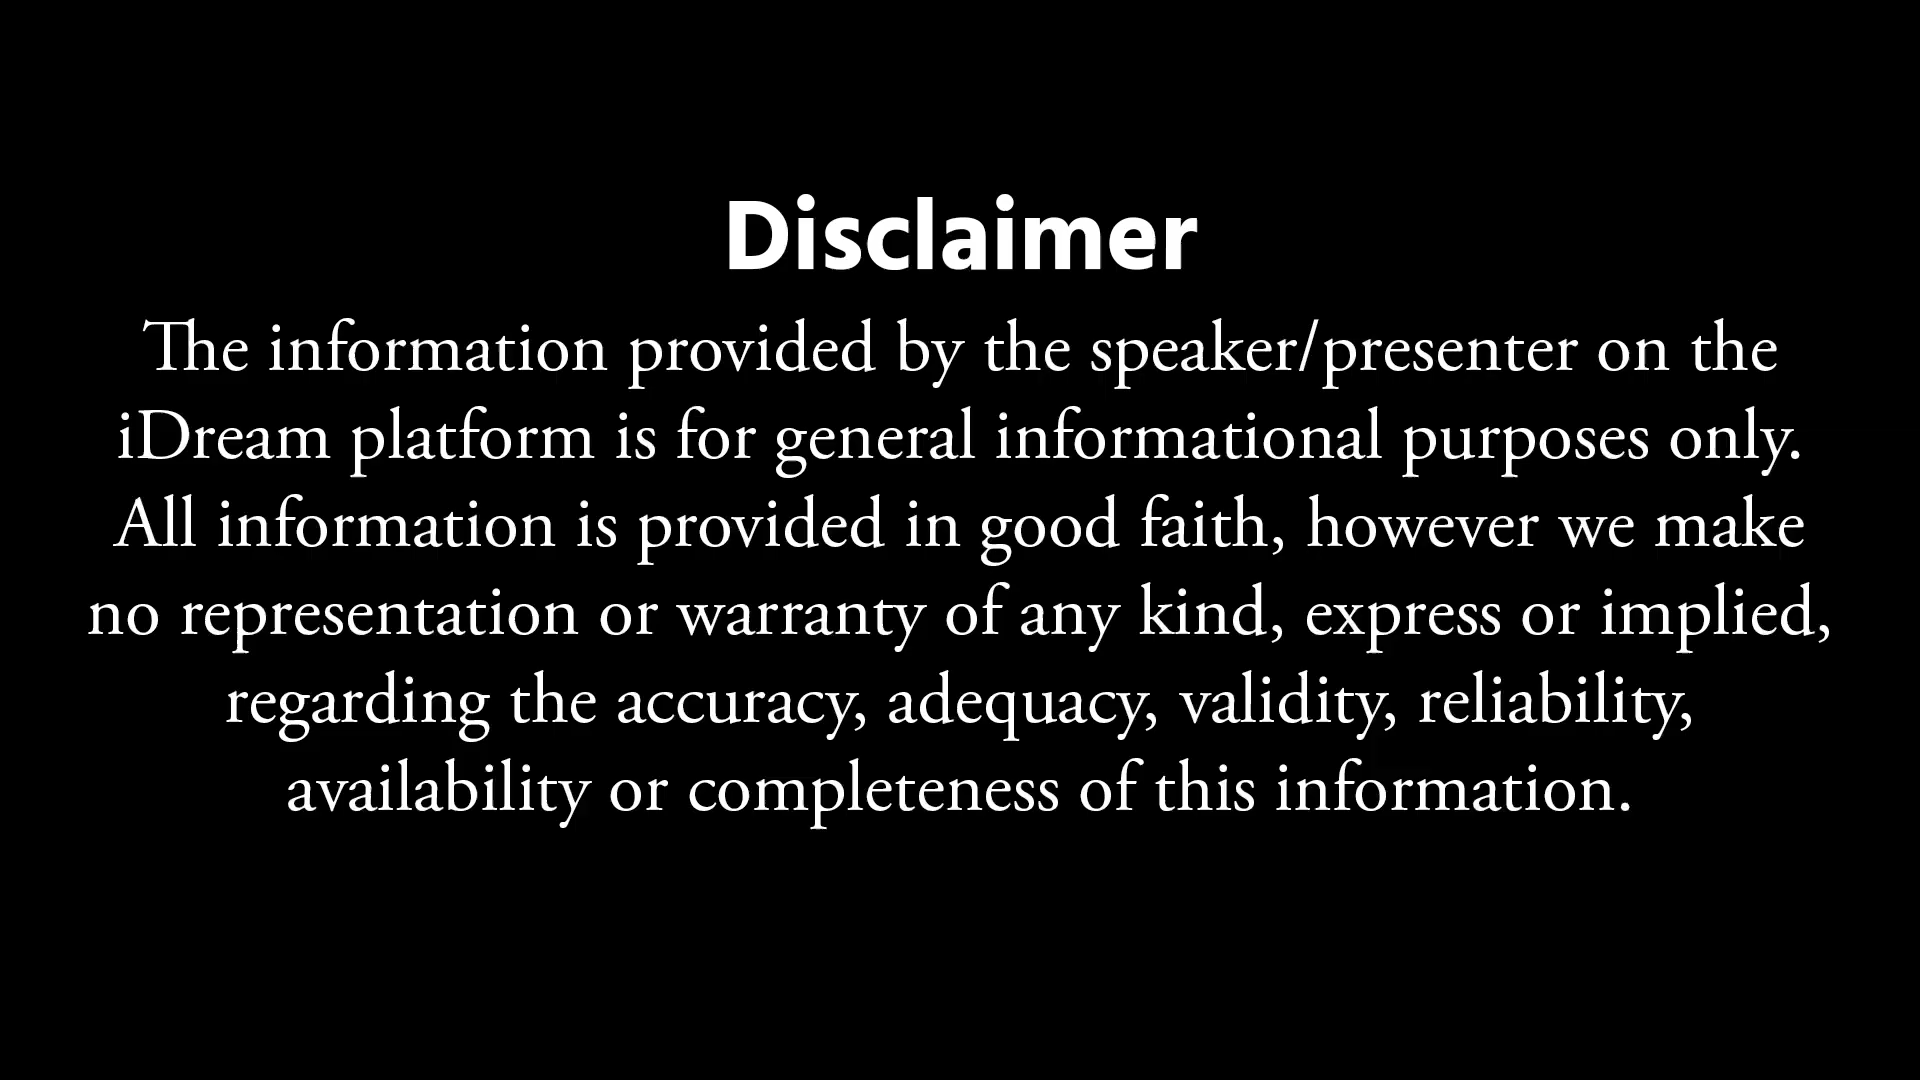 Disclaimer
The information provided by the speaker/presenter on the
iDream platform is for general informational purposes only.
All information is provided in good faith, however we make
no representation or warranty of any kind, express or implied,
regarding the accuracy, adequacy, validity, reliability,
availability or completeness of this information.